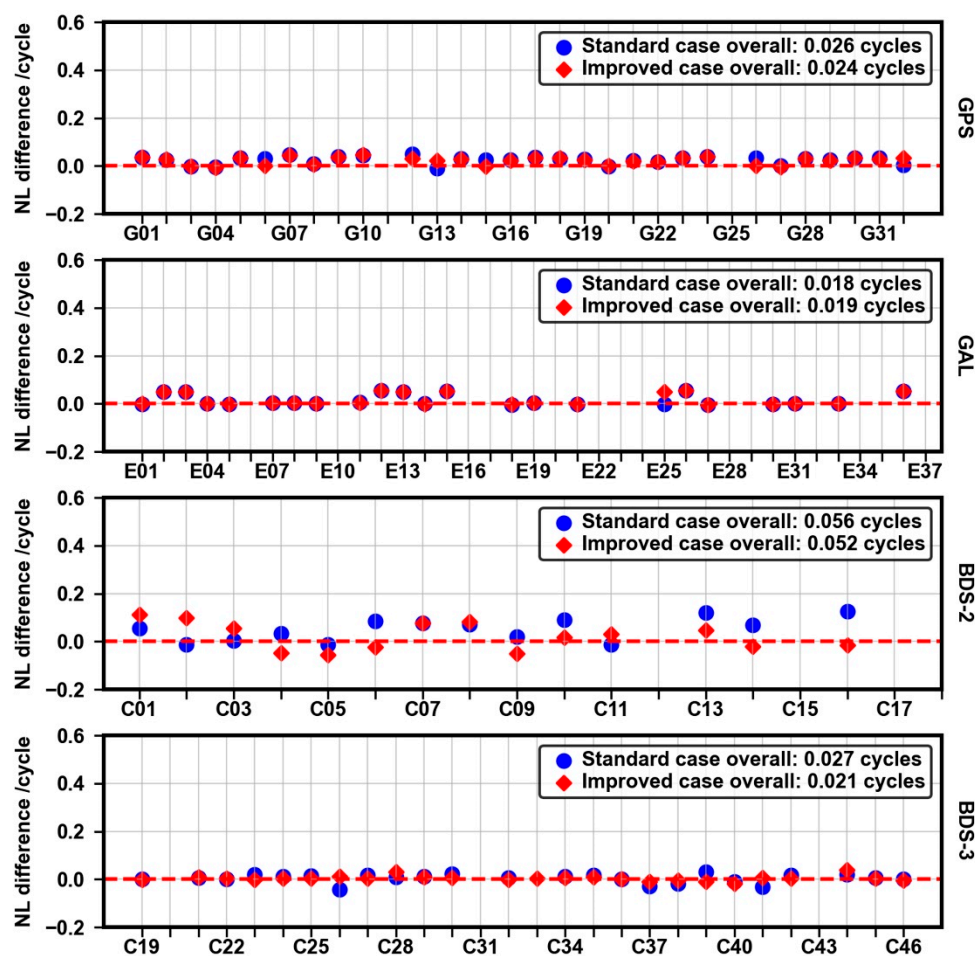 0.6
Standard case overall: 0.026 cycles
Improved case overall: 0.024 cycles
0.4
0.2
0.0
−0.2
NL difference /cycle
GPS
G01 G04 G07 G10 G13 G16 G19 G22 G25 G28 G31
0.6
Standard case overall: 0.018 cycles
Improved case overall: 0.019 cycles
0.4
0.2
0.0
−0.2
NL difference /cycle
GAL
E01 E04 E07 E10 E13 E16 E19 E22 E25 E28 E31 E34 E37
0.6
Standard case overall: 0.056 cycles
Improved case overall: 0.052 cycles
0.4
0.2
0.0
−0.2
NL difference /cycle
BDS-2
C01 C03 C05 C07 C09 C11 C13 C15 C17
0.6
Standard case overall: 0.027 cycles
Improved case overall: 0.021 cycles
0.4
0.2
0.0
−0.2
NL difference /cycle
BDS-3
C19 C22 C25 C28 C31 C34 C37 C40 C43 C46